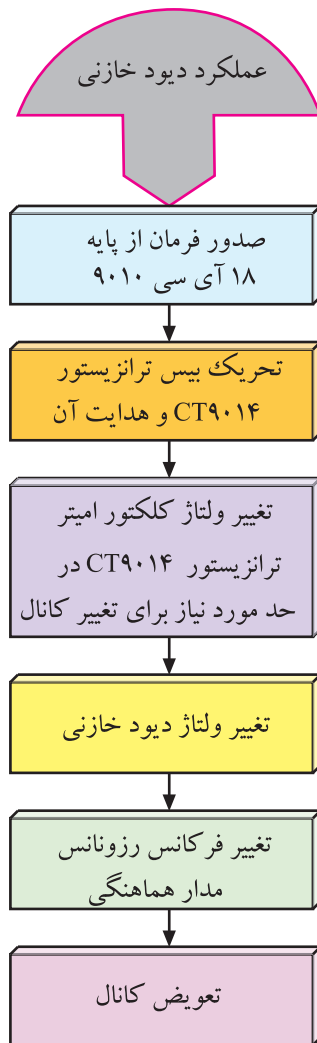 عملکرد دیود خازنی
صدور فرمان از پایه
۱۸ آی سی ۹۰۱۰
تحریك بیس ترانزیستور
CT۹۰۱۴ و هدایت آن
تغییر ولتاژ کلکتور امیتر
ترانزیستور CT۹۰۱۴ در
حد مورد نیاز برای تغییر کانال
تغییر ولتاژ دیود خازنی
تغییر فرکانس رزونانس
مدار هماهنگی
تعویض کانال